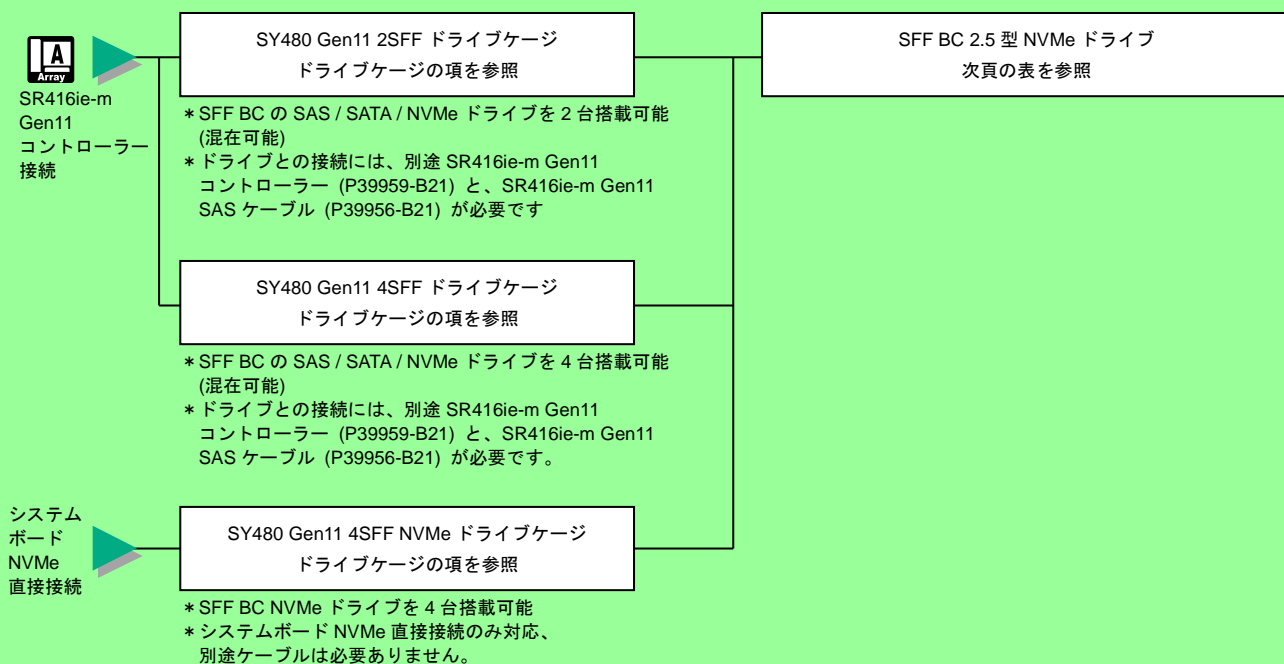 A
Array
SR416ie-m
Gen11
コントローラー
接続
SY480 Gen11 2SFF ドライブケージ
ドライブケージの項を参照
SFF BC 2.5 型 NVMe ドライブ
次頁の表を参照
*SFF BC の SAS / SATA / NVMe ドライブを 2 台搭載可能
(混在可能)
*ドライブとの接続には、別途 SR416ie-m Gen11
コントローラー (P39959-B21) と、SR416ie-m Gen11
SAS ケーブル (P39956-B21) が必要です
SY480 Gen11 4SFF ドライブケージ
ドライブケージの項を参照
*SFF BC の SAS / SATA / NVMe ドライブを 4 台搭載可能
(混在可能)
*ドライブとの接続には、別途 SR416ie-m Gen11
コントローラー (P39959-B21) と、SR416ie-m Gen11
SAS ケーブル (P39956-B21) が必要です。
システム
ボード
NVMe
直接接続
SY480 Gen11 4SFF NVMe ドライブケージ
ドライブケージの項を参照
*SFF BC NVMe ドライブを 4 台搭載可能
*システムボード NVMe 直接接続のみ対応、
別途ケーブルは必要ありません。